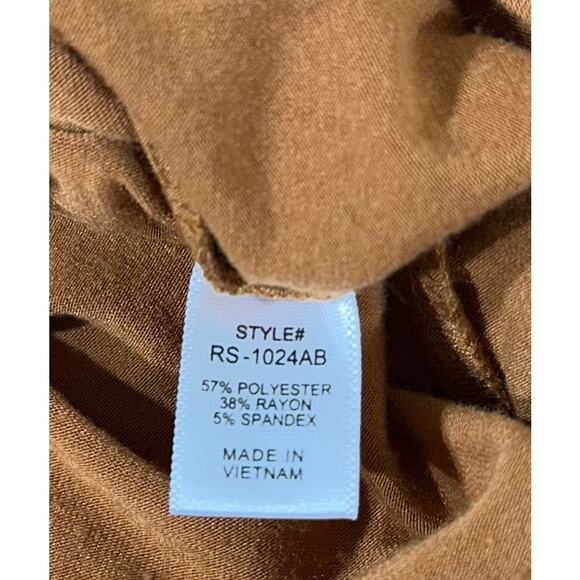 STYLE#
RS-1024AB
57% POLYESTER
38% RAYON
5% SPANDEX
MADE IN
VIETNAM